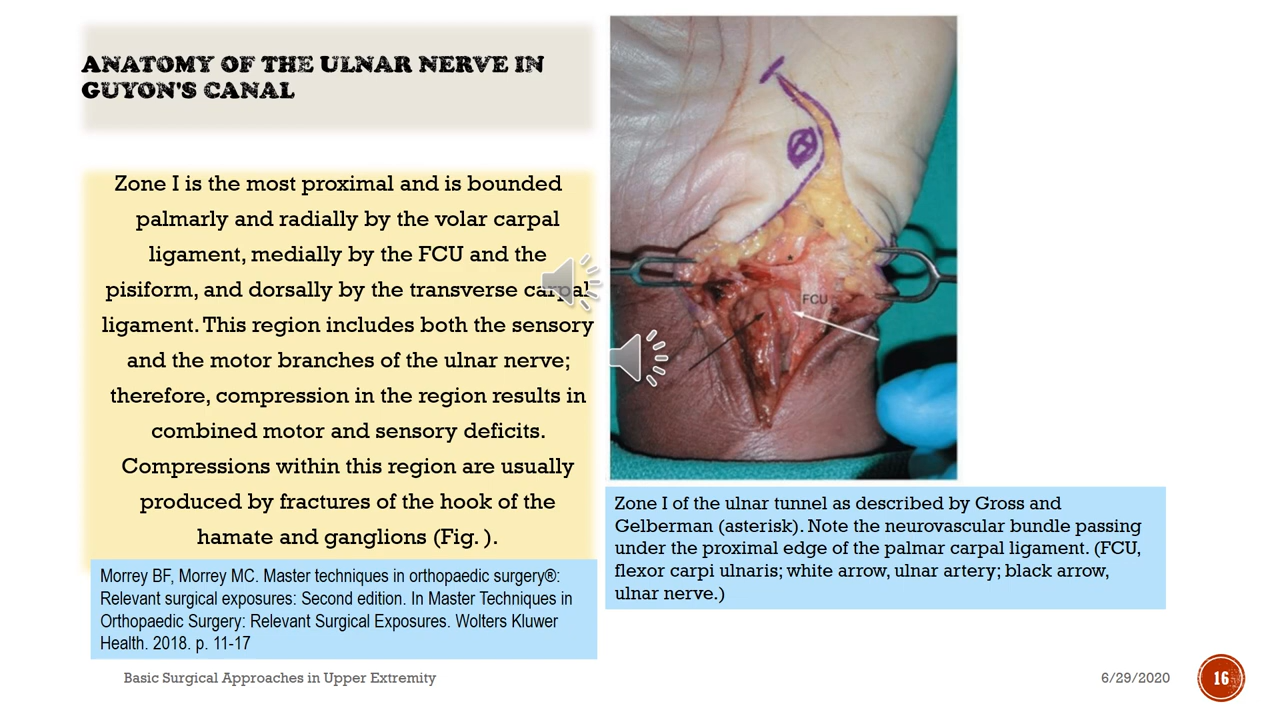 ANATOMY OF THE ULNAR NERVE IN
GUYON'S CANAL
Zone I is the most proximal and is bounded
palmarly and radially by the volar carpal
ligament, medially by the FCU and the
pisiform, and dorsally by the transverse carpal
ligament. This region includes both the sensory
and the motor branches of the ulnar nerve;
therefore, compression in the region results in
combined motor and sensory deficits.
Compressions within this region are usually
produced by fractures of the hook of the
hamate and ganglions (Fig. ).
Morrey BF, Morrey MC. Master techniques in orthopaedic surgery®:
Relevant surgical exposures: Second edition. In Master Techniques in
Orthopaedic Surgery: Relevant Surgical Exposures. Wolters Kluwer
Health. 2018. p. 11-17
FCU
Zone I of the ulnar tunnel as described by Gross and
Gelberman (asterisk). Note the neurovascular bundle passing
under the proximal edge of the palmar carpal ligament. (FCU,
flexor carpi ulnaris; white arrow, ulnar artery; black arrow,
ulnar nerve.)
Basic Surgical Approaches in Upper Extremity
6/29/2020
16